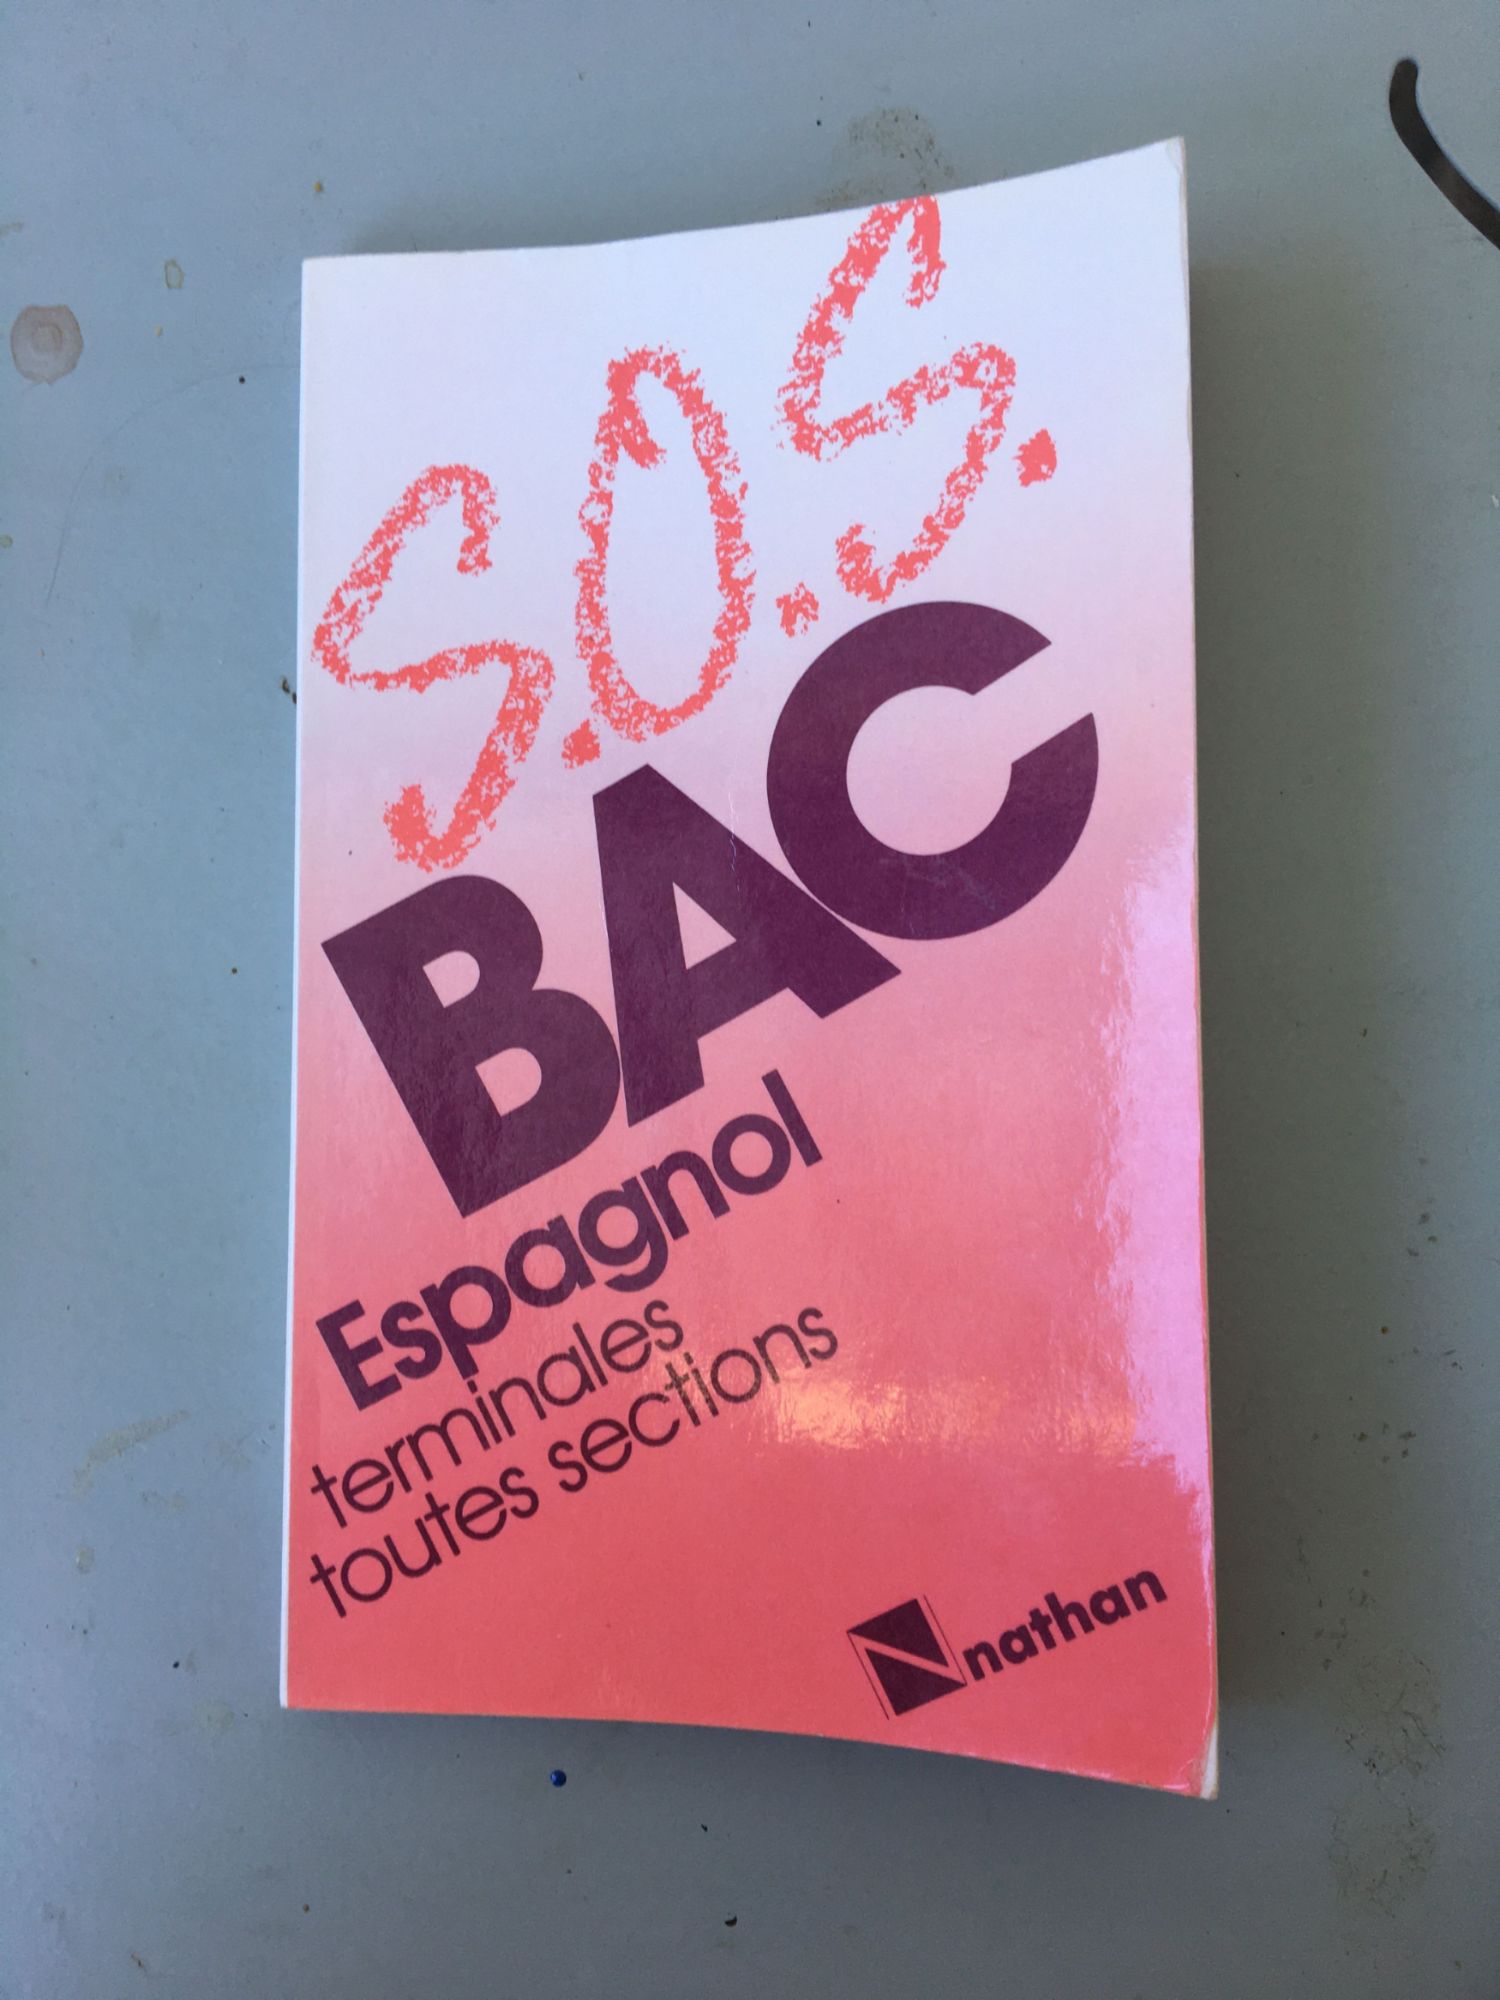 S.O.S.
BAC
Espagnol
terminales
toutes sections
nathan